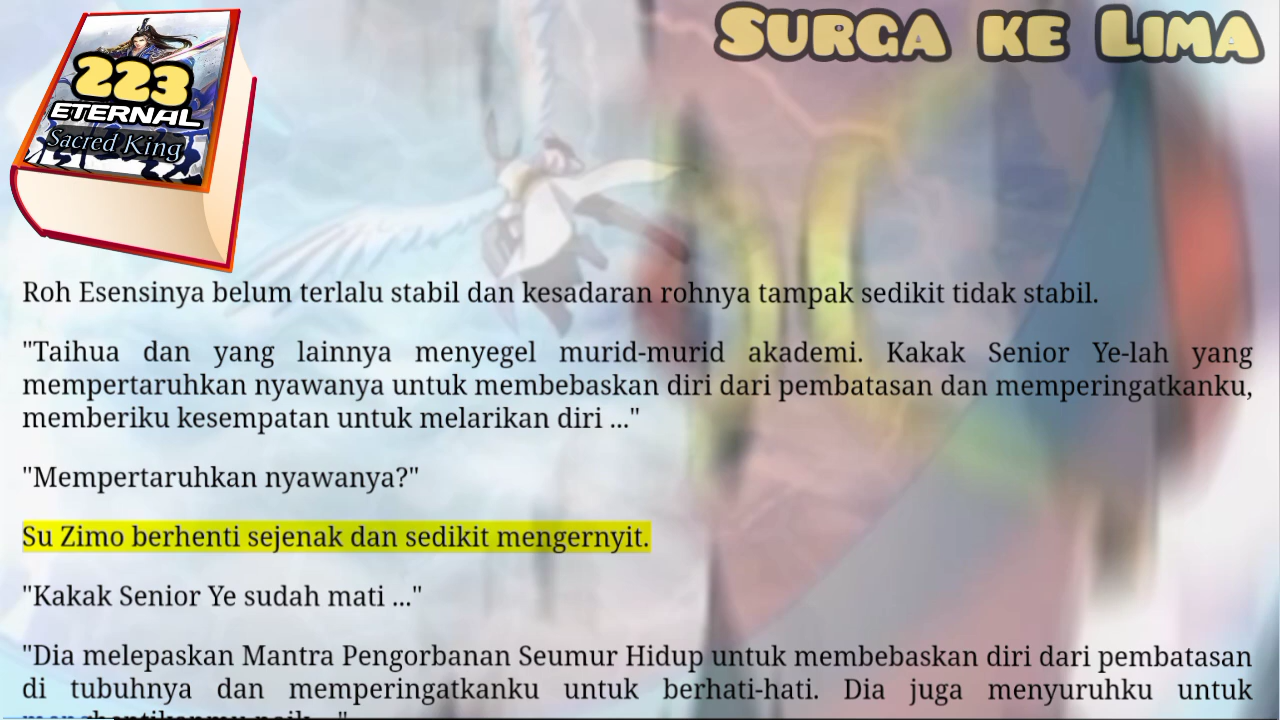 SURGA KE LIMA
223
ETERNAL
Sacred King
Roh Esensinya belum terlalu stabil dan kesadaran rohnya tampak sedikit tidak stabil.
"Taihua dan yang lainnya menyegel murid-murid akademi. Kakak Senior Ye-lah yang
mempertaruhkan nyawanya untuk membebaskan diri dari pembatasan dan memperingatkanku,
memberiku kesempatan untuk melarikan diri ..."
"Mempertaruhkan nyawanya?"
Su Zimo berhenti sejenak dan sedikit mengernyit.
"Kakak Senior Ye sudah mati ..."
"Dia melepaskan Mantra Pengorbanan Seumur Hidup untuk membebaskan diri dari pembatasan
di tubuhnya dan memperingatkanku untuk berhati-hati. Dia juga menyuruhku untuk